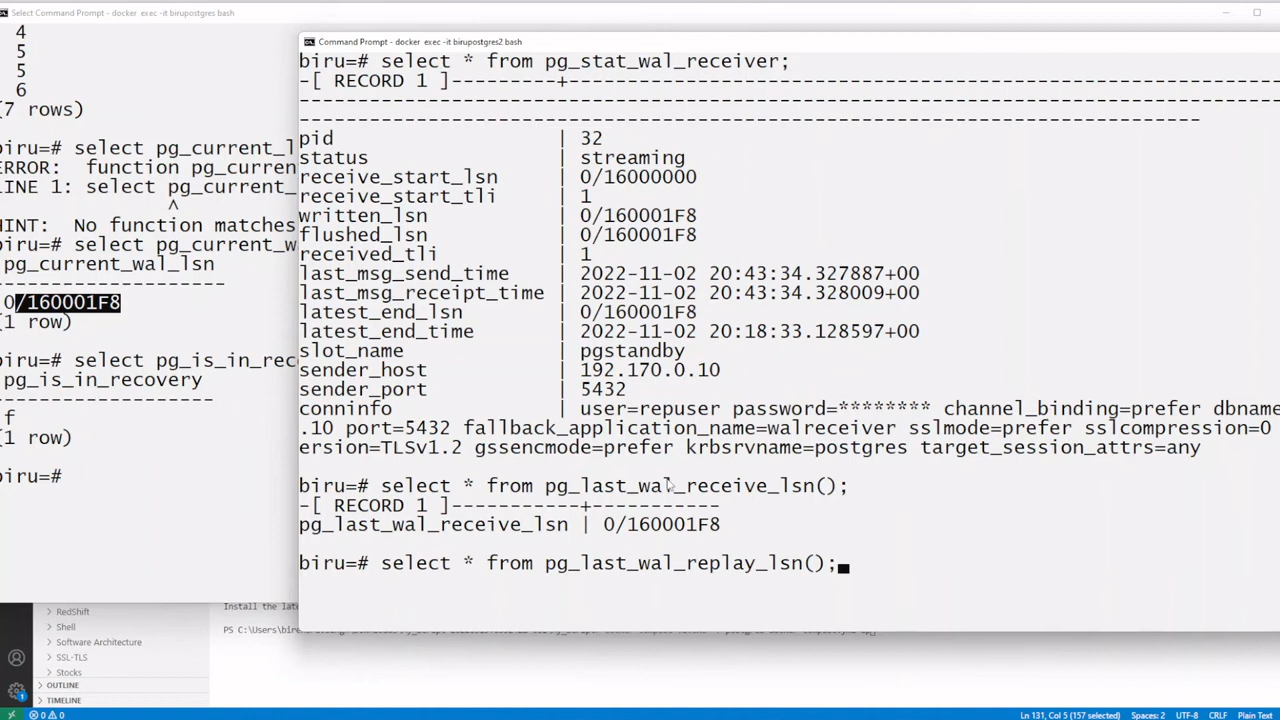 Select Command Prompt - docker exec -it birupostgres bash
4
5
5
6
(7 rows)
biru=# select pg_current_l
ERROR: function pg_curren
LINE 1: select pg_current_
^
HINT: No function matches
biru=# select pg_current_w
pg_current_wal_lsn
--------------------
0/160001F8
(1 row)
biru=# select pg_is_in_rec
pg_is_in_recovery
-------------------
f
(1 row)
biru=#
Command Prompt - docker exec -it birupostgres2 bash
biru=# select * from pg_stat_wal_receiver;
-[ RECORD 1 ]---------+--------------------------------------------------------------
pid | 32
status | streaming
receive_start_lsn | 0/16000000
receive_start_tli | 1
written_lsn | 0/160001F8
flushed_lsn | 0/160001F8
received_tli | 1
last_msg_send_time | 2022-11-02 20:43:34.327887+00
last_msg_receipt_time | 2022-11-02 20:43:34.328009+00
latest_end_lsn | 0/160001F8
latest_end_time | 2022-11-02 20:18:33.128597+00
slot_name | pgstandby
sender_host | 192.170.0.10
sender_port | 5432
conninfo | user=repuser password=******** channel_binding=prefer dbname
.10 port=5432 fallback_application_name=walreceiver sslmode=prefer sslcompression=0
ersion=TLSv1.2 gssencmode=prefer krbsrvname=postgres target_session_attrs=any
biru=# select * from pg_last_wal_receive_lsn();
-[ RECORD 1 ]-----------+-----------
pg_last_wal_receive_lsn | 0/160001F8
biru=# select * from pg_last_wal_replay_lsn();
RedShift
Shell
Software Architecture
SSL-TLS
Stocks
OUTLINE
TIMELINE
Install the late
0 0
Ln 131, Col 5 (157 selected) Spaces: 2 UTF-8 CRLF Plain Text